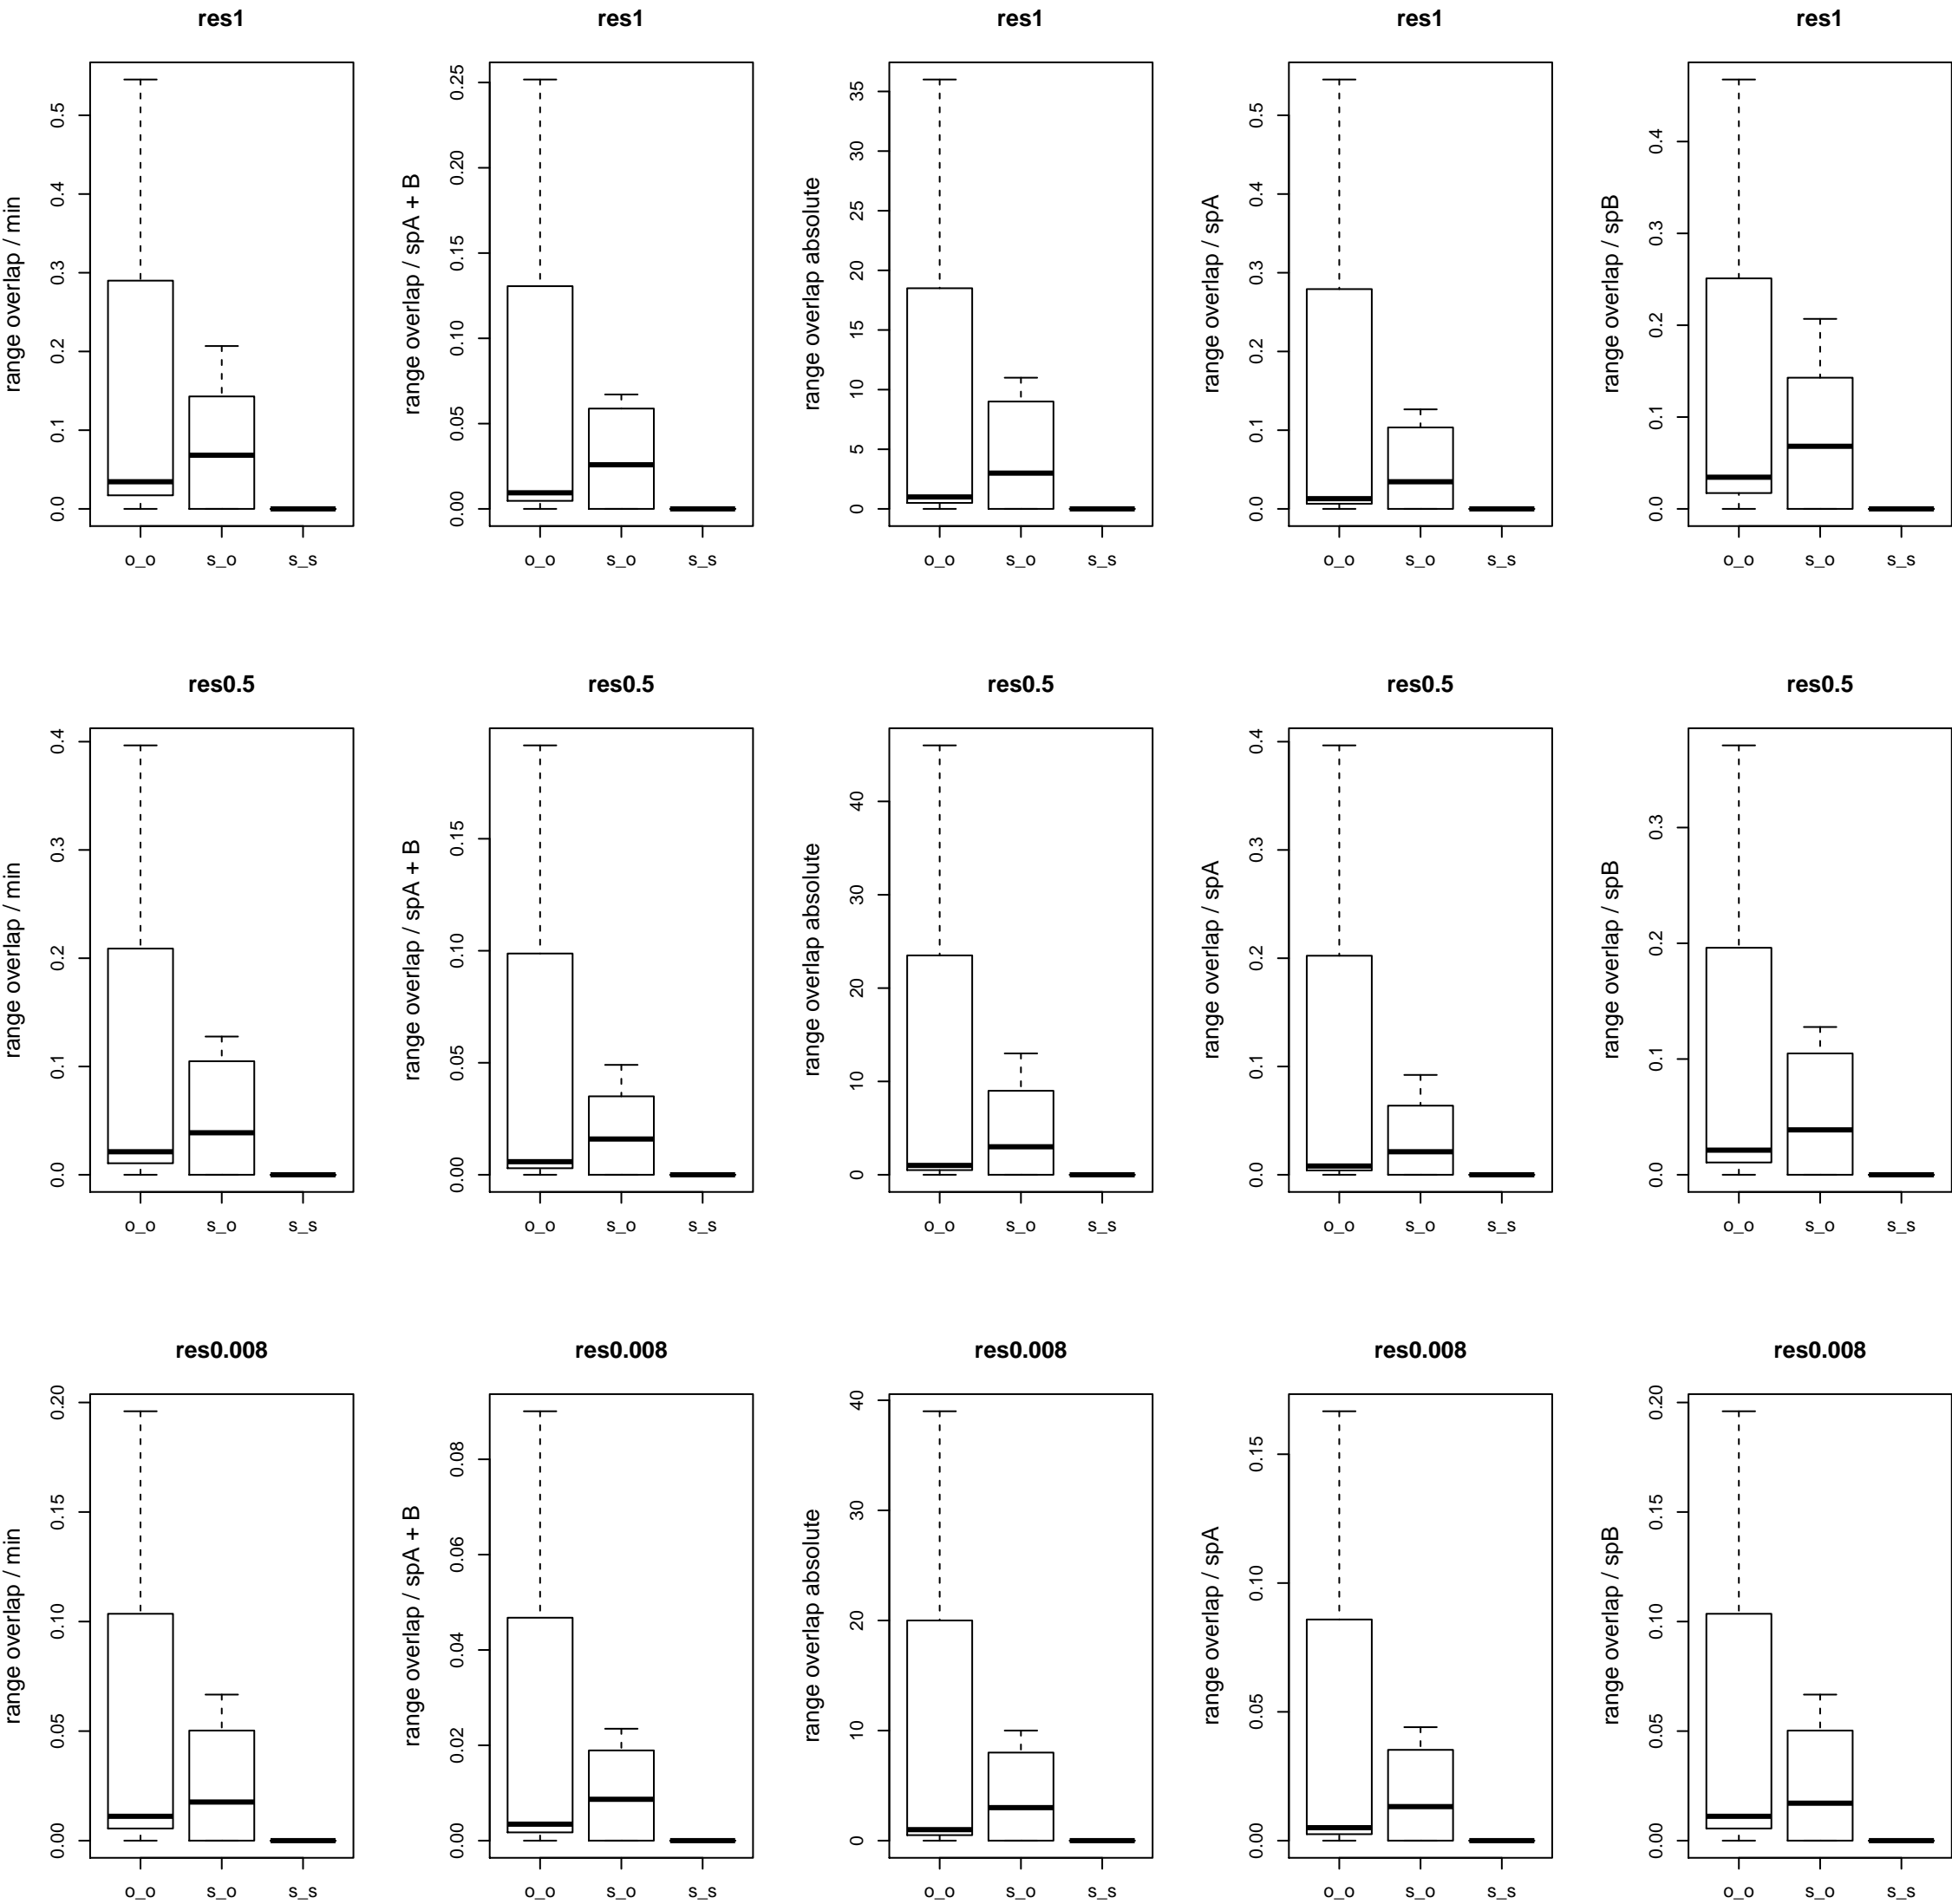 res1 res1 res1 res1 res1
range overlap / min
0.0 0.1 0.2 0.3 0.4 0.5
o_o s_o s_s
range overlap / spA + B
0.00 0.05 0.10 0.15 0.20 0.25
o_o s_o s_s
range overlap absolute
0 5 10 15 20 25 30 35
o_o s_o s_s
range overlap / spA
0.0 0.1 0.2 0.3 0.4 0.5
o_o s_o s_s
range overlap / spB
0.0 0.1 0.2 0.3 0.4
o_o s_o s_s
res0.5 res0.5 res0.5 res0.5 res0.5
range overlap / min
0.0 0.1 0.2 0.3 0.4
o_o s_o s_s
range overlap / spA + B
0.00 0.05 0.10 0.15
o_o s_o s_s
range overlap absolute
0 10 20 30 40
o_o s_o s_s
range overlap / spA
0.0 0.1 0.2 0.3 0.4
o_o s_o s_s
range overlap / spB
0.0 0.1 0.2 0.3
o_o s_o s_s
res0.008 res0.008 res0.008 res0.008 res0.008
range overlap / min
0.00 0.05 0.10 0.15 0.20
o_o s_o s_s
range overlap / spA + B
0.00 0.02 0.04 0.06 0.08
o_o s_o s_s
range overlap absolute
0 10 20 30 40
o_o s_o s_s
range overlap / spA
0.00 0.05 0.10 0.15
o_o s_o s_s
range overlap / spB
0.00 0.05 0.10 0.15 0.20
o_o s_o s_s